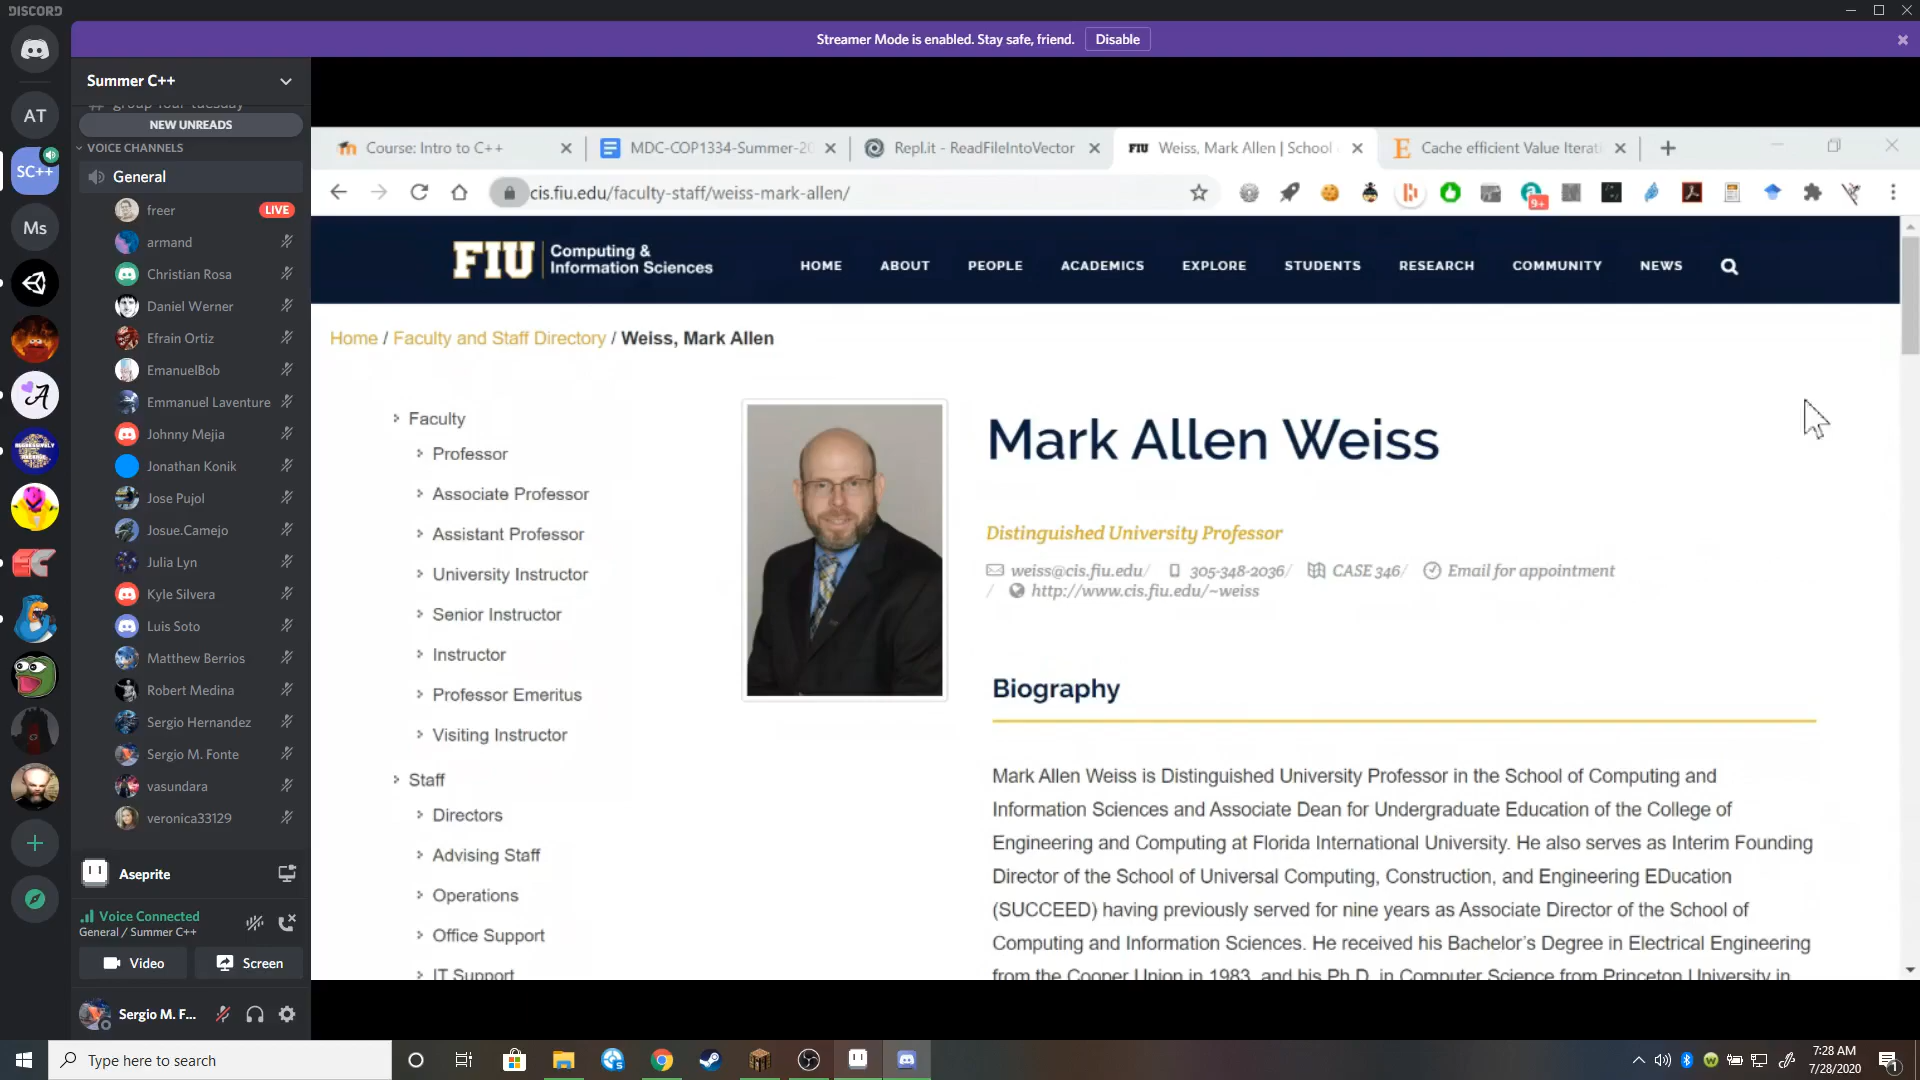 DISCORD
Streamer Mode is enabled. Stay safe, friend. Disable
Summer C++
group-four-tuesday
NEW UNREADS
VOICE CHANNELS
General
freer LIVE
armand
Christian Rosa
Daniel Werner
Efrain Ortiz
EmanuelBob
Emmanuel Laventure
Johnny Mejia
Jonathan Konik
Jose Pujol
Josue.Camejo
Julia Lyn
Kyle Silvera
Luis Soto
Matthew Berrios
Robert Medina
Sergio Hernandez
Sergio M. Fonte
vasundara
veronica33129
Aseprite
Voice Connected
General / Summer C++
Video Screen
Sergio M. F...
AT
SC++
Ms
EC
Course: Intro to C++
MDC-COP1334-Summer-20
Repl.it - ReadFileIntoVector
FIU Weiss, Mark Allen | School
E Cache efficient Value Iterati
cis.fiu.edu/faculty-staff/weiss-mark-allen/
9+
FIU Computing &
Information Sciences
HOME ABOUT PEOPLE ACADEMICS EXPLORE STUDENTS RESEARCH COMMUNITY NEWS
Home / Faculty and Staff Directory / Weiss, Mark Allen
Faculty
Professor
Associate Professor
Assistant Professor
University Instructor
Senior Instructor
Instructor
Professor Emeritus
Visiting Instructor
Staff
Directors
Advising Staff
Operations
Office Support
IT Support
Mark Allen Weiss
Distinguished University Professor
weiss@cis.fiu.edu/ 305-348-2036/ CASE 346/ Email for appointment
/ http://www.cis.fiu.edu/~weiss
Biography
Mark Allen Weiss is Distinguished University Professor in the School of Computing and
Information Sciences and Associate Dean for Undergraduate Education of the College of
Engineering and Computing at Florida International University. He also serves as Interim Founding
Director of the School of Universal Computing, Construction, and Engineering EDucation
(SUCCEED) having previously served for nine years as Associate Director of the School of
Computing and Information Sciences. He received his Bachelor's Degree in Electrical Engineering
from the Cooper Union in 1983, and his Ph.D. in Computer Science from Princeton University in
Type here to search
7:28 AM
7/28/2020
1